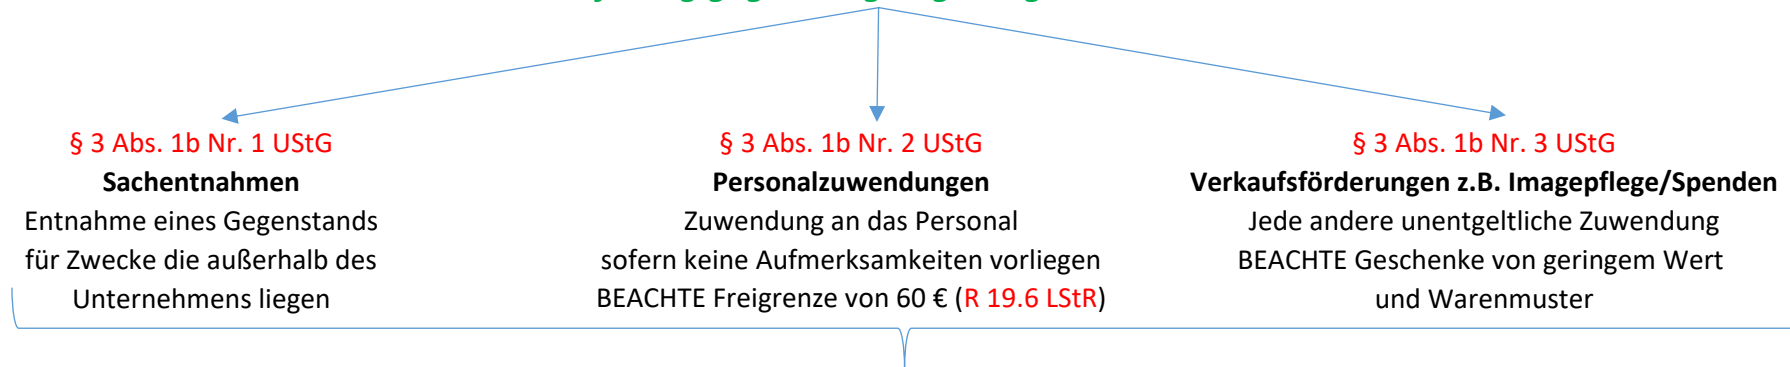 § 3 Abs. 1b Nr. 1 UStG
Sachentnahmen
Entnahme eines Gegenstands
für Zwecke die außerhalb des
Unternehmens liegen
§ 3 Abs. 1b Nr. 2 UStG
Personalzuwendungen
Zuwendung an das Personal
sofern keine Aufmerksamkeiten vorliegen
BEACHTE Freigrenze von 60 € (R 19.6 LStR)
§ 3 Abs. 1b Nr. 3 UStG
Verkaufsförderungen z.B. Imagepflege/Spenden
Jede andere unentgeltliche Zuwendung
BEACHTE Geschenke von geringem Wert
und Warenmuster